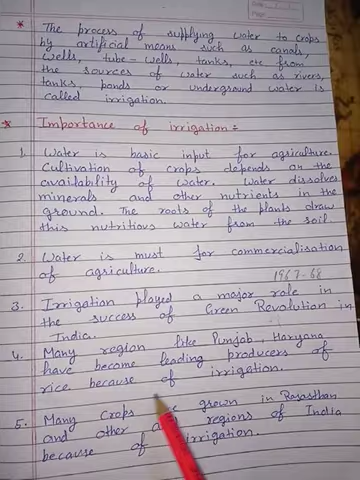 * The process of supplying water to crops
by artificial means such as canals,
wells, tube-wells, tanks, etc from
the sources of water such as rivers,
tanks, ponds or underground water is
called irrigation.
* Importance of irrigation:-
1. Water is basic input for agriculture.
Cultivation of crops depends on the
availability of water. Water dissolves
minerals and other nutrients in the
ground. The roots of the plants draw
this nutritious water from the soil
2. Water is must for commercialisation
of agriculture.
1967-68
3. Irrigation played a major role in
the success of Green Revolution in
India.
4. Many region like Punjab, Haryana
have become leading producers of
rice because of irrigation.
5. Many crops grown in Rajasthan
and other regions of India
because of irrigation.